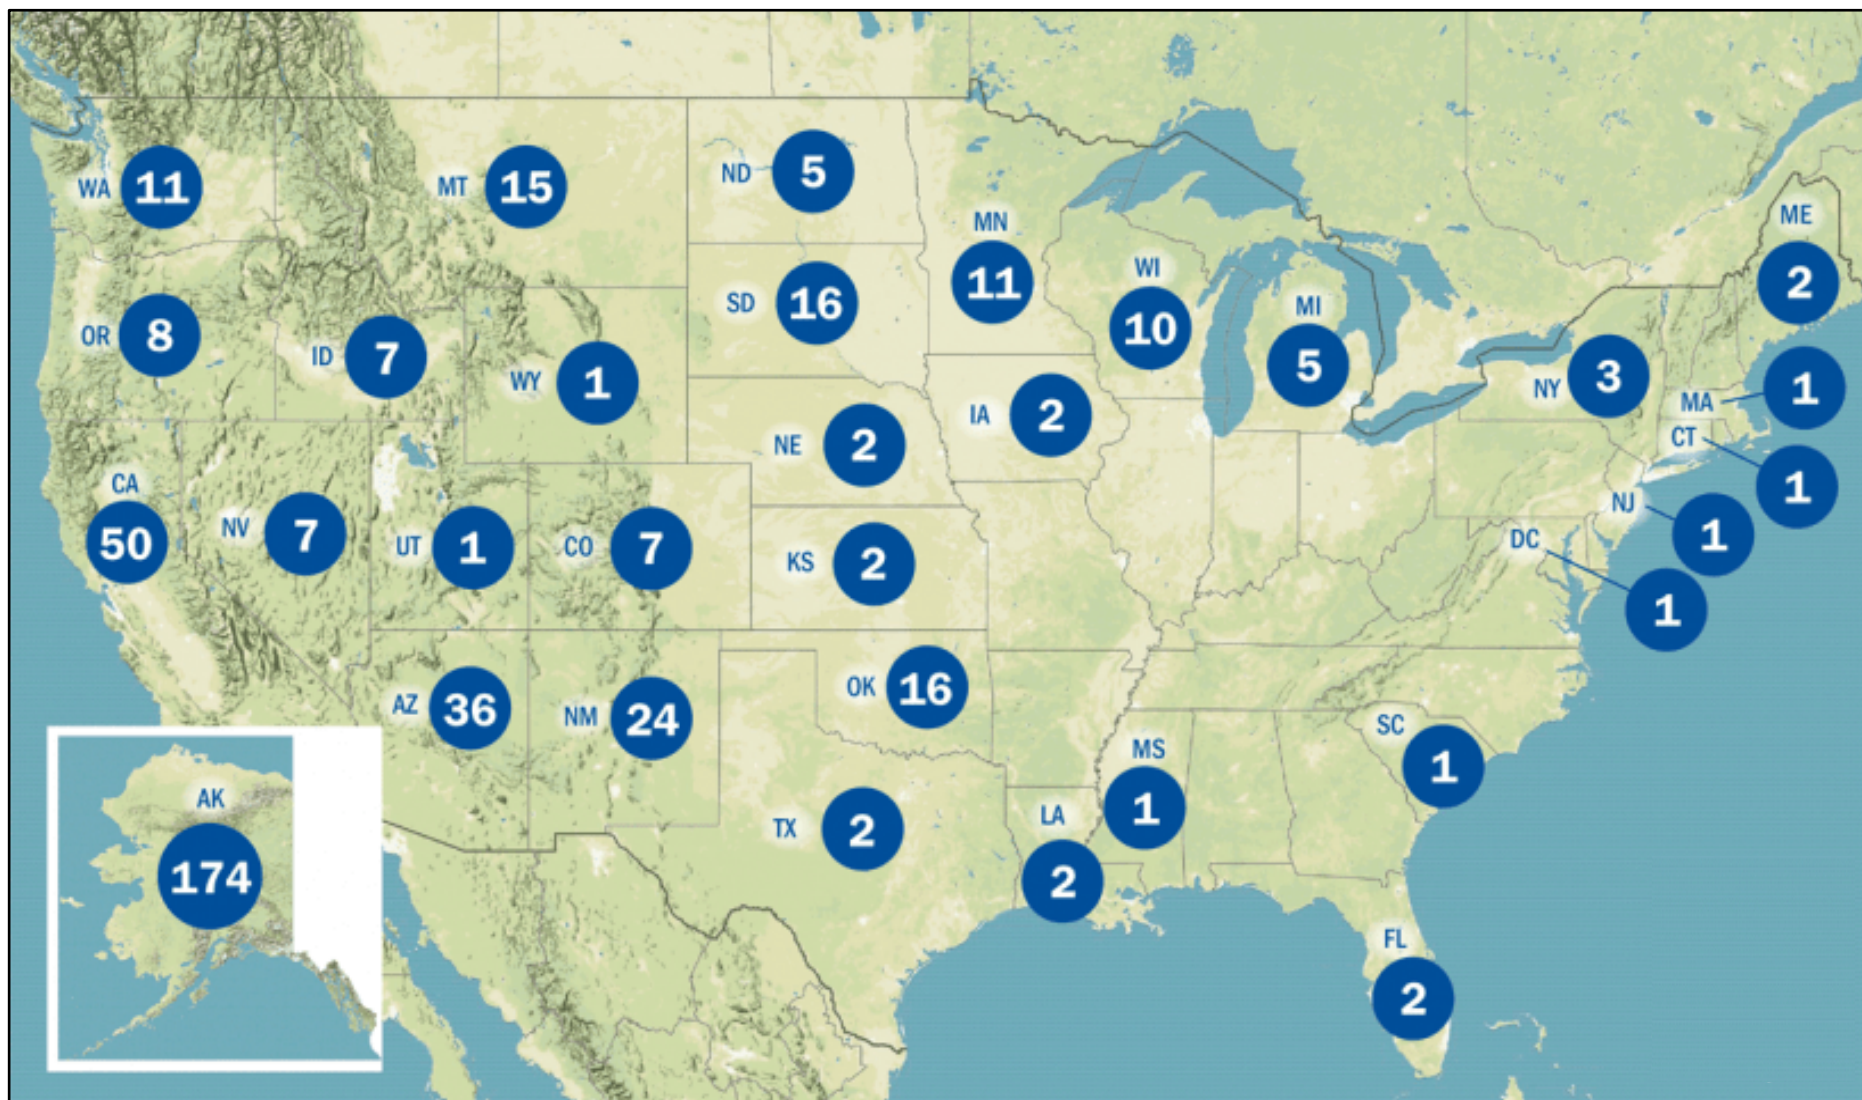 WA 11
MT 15
ND 5
MN 11
ME 2
OR 8
ID 7
WY 1
SD 16
WI 10
MI 5
NY 3
MA 1
CT 1
NE 2
IA 2
NJ 1
CA 50
NV 7
UT 1
CO 7
KS 2
DC 1
AZ 36
NM 24
OK 16
SC 1
MS 1
TX 2
LA 2
AK 174
FL 2